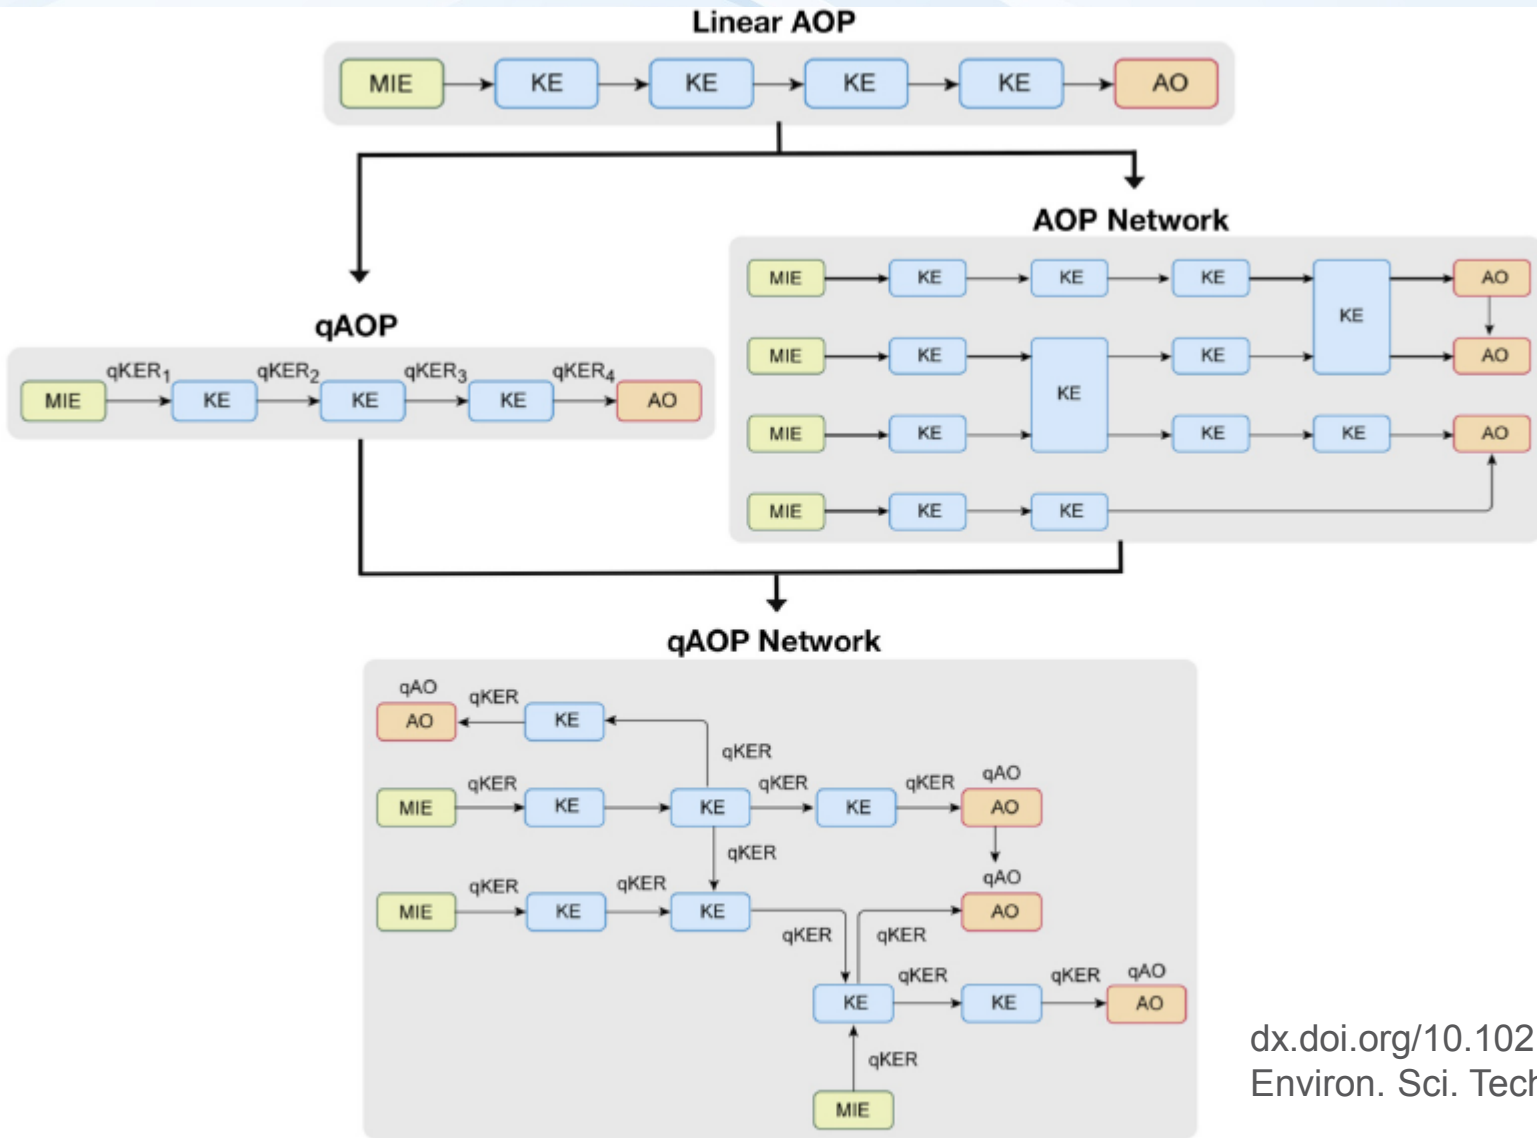 Linear AOP
MIE KE KE KE KE AO
AOP Network
MIE KE KE KE AO
KE
qAOP
MIE KE KE AO
KE
qKER1 qKER2 qKER3 qKER4
MIE KE KE KE AO
MIE KE KE KE AO
MIE KE KE
qAOP Network
qAO
AO qKER KE
qKER
qKER qKER qKER qAO
MIE KE KE KE AO
qKER
qAO
qKER qKER
MIE KE KE AO
qKER qKER
qKER qKER qAO
KE KE AO
qKER
MIE
dx.doi.org/10.102
Environ. Sci. Tech